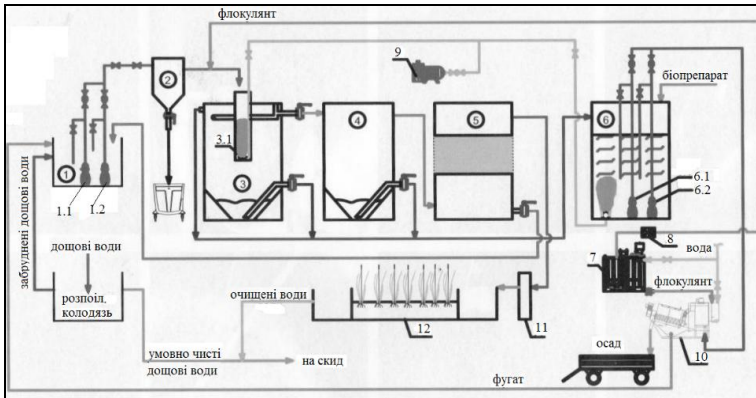 флокулянт
9
біопрепарат
2
1
3.1
3
4
5
6
6.1
6.2
1.1
1.2
забруднені дощові води
дощові води
розпоіл.
колодязь
8
вода
7
флокулянт
очищені води
12
11
10
умовно чисті
дощові води
на скид
осад
фугат